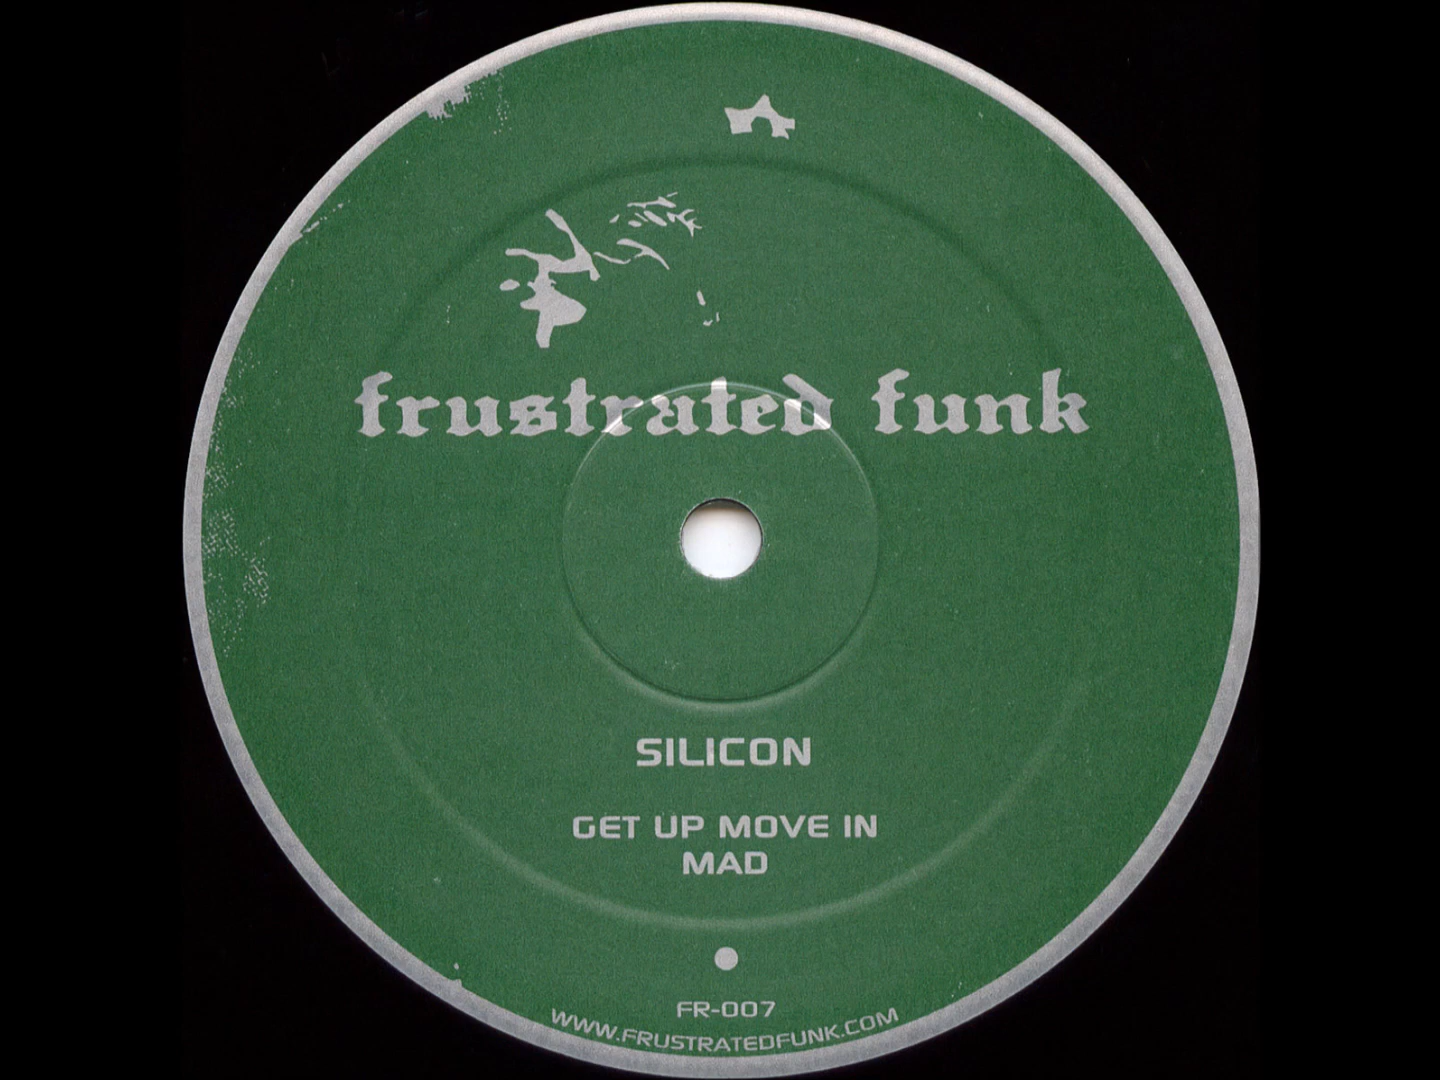 frustrated funk
SILICON
GET UP MOVE IN
MAD
FR-007
WWW.FRUSTRATEDFUNK.COM